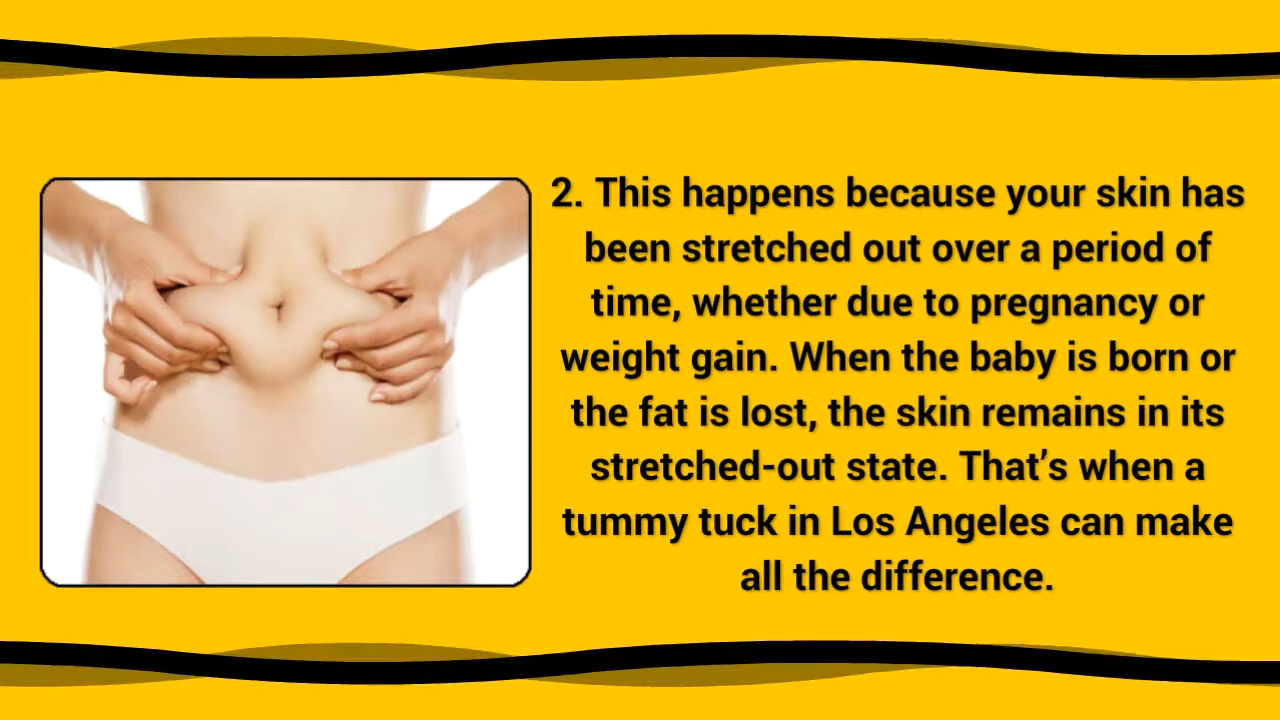 2. This happens because your skin has
been stretched out over a period of
time, whether due to pregnancy or
weight gain. When the baby is born or
the fat is lost, the skin remains in its
stretched-out state. That’s when a
tummy tuck in Los Angeles can make
all the difference.